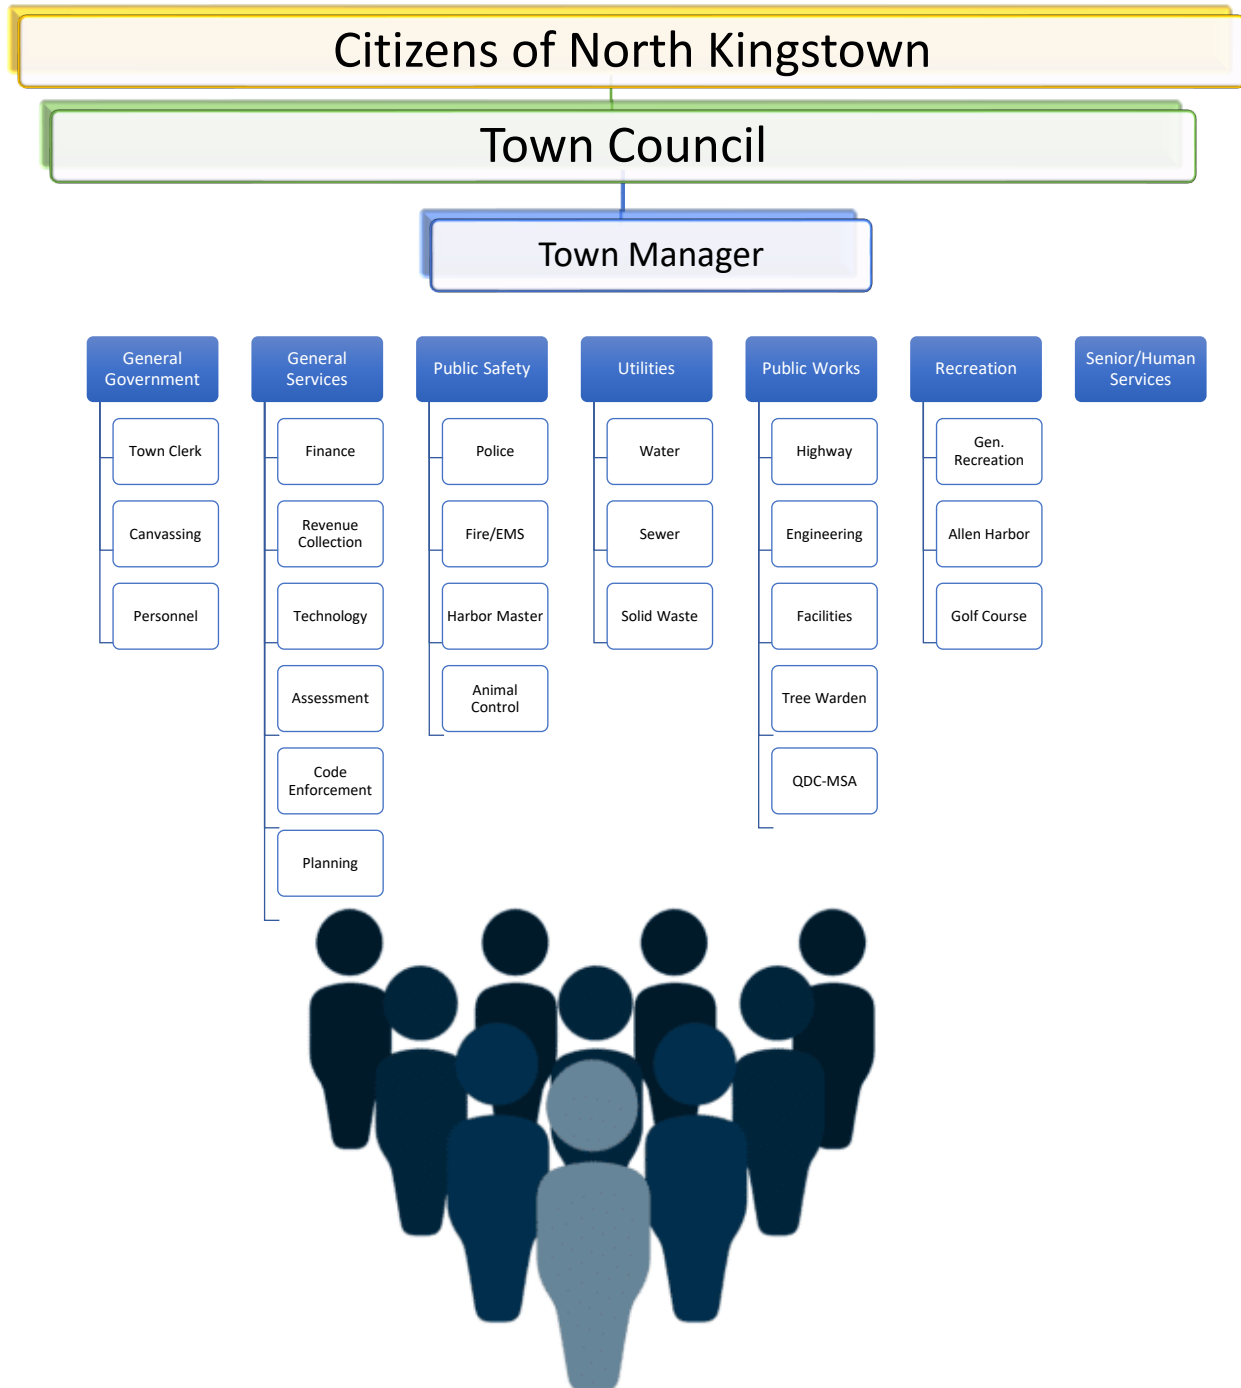 Citizens of North Kingstown
Town Council
Town Manager
General
Government
Town Clerk
Canvassing
Personnel
General
Services
Finance
Revenue
Collection
Technology
Assessment
Code
Enforcement
Planning
Public Safety
Police
Fire/EMS
Harbor Master
Animal
Control
Utilities
Water
Sewer
Solid Waste
Public Works
Highway
Engineering
Facilities
Tree Warden
QDC-MSA
Recreation
Gen.
Recreation
Allen Harbor
Golf Course
Senior/Human
Services